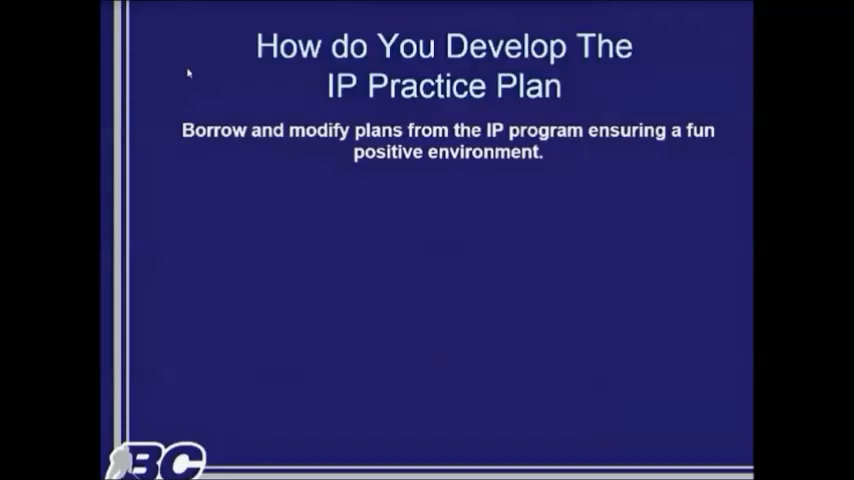 How do You Develop The
IP Practice Plan
Borrow and modify plans from the IP program ensuring a fun
positive environment.
BC